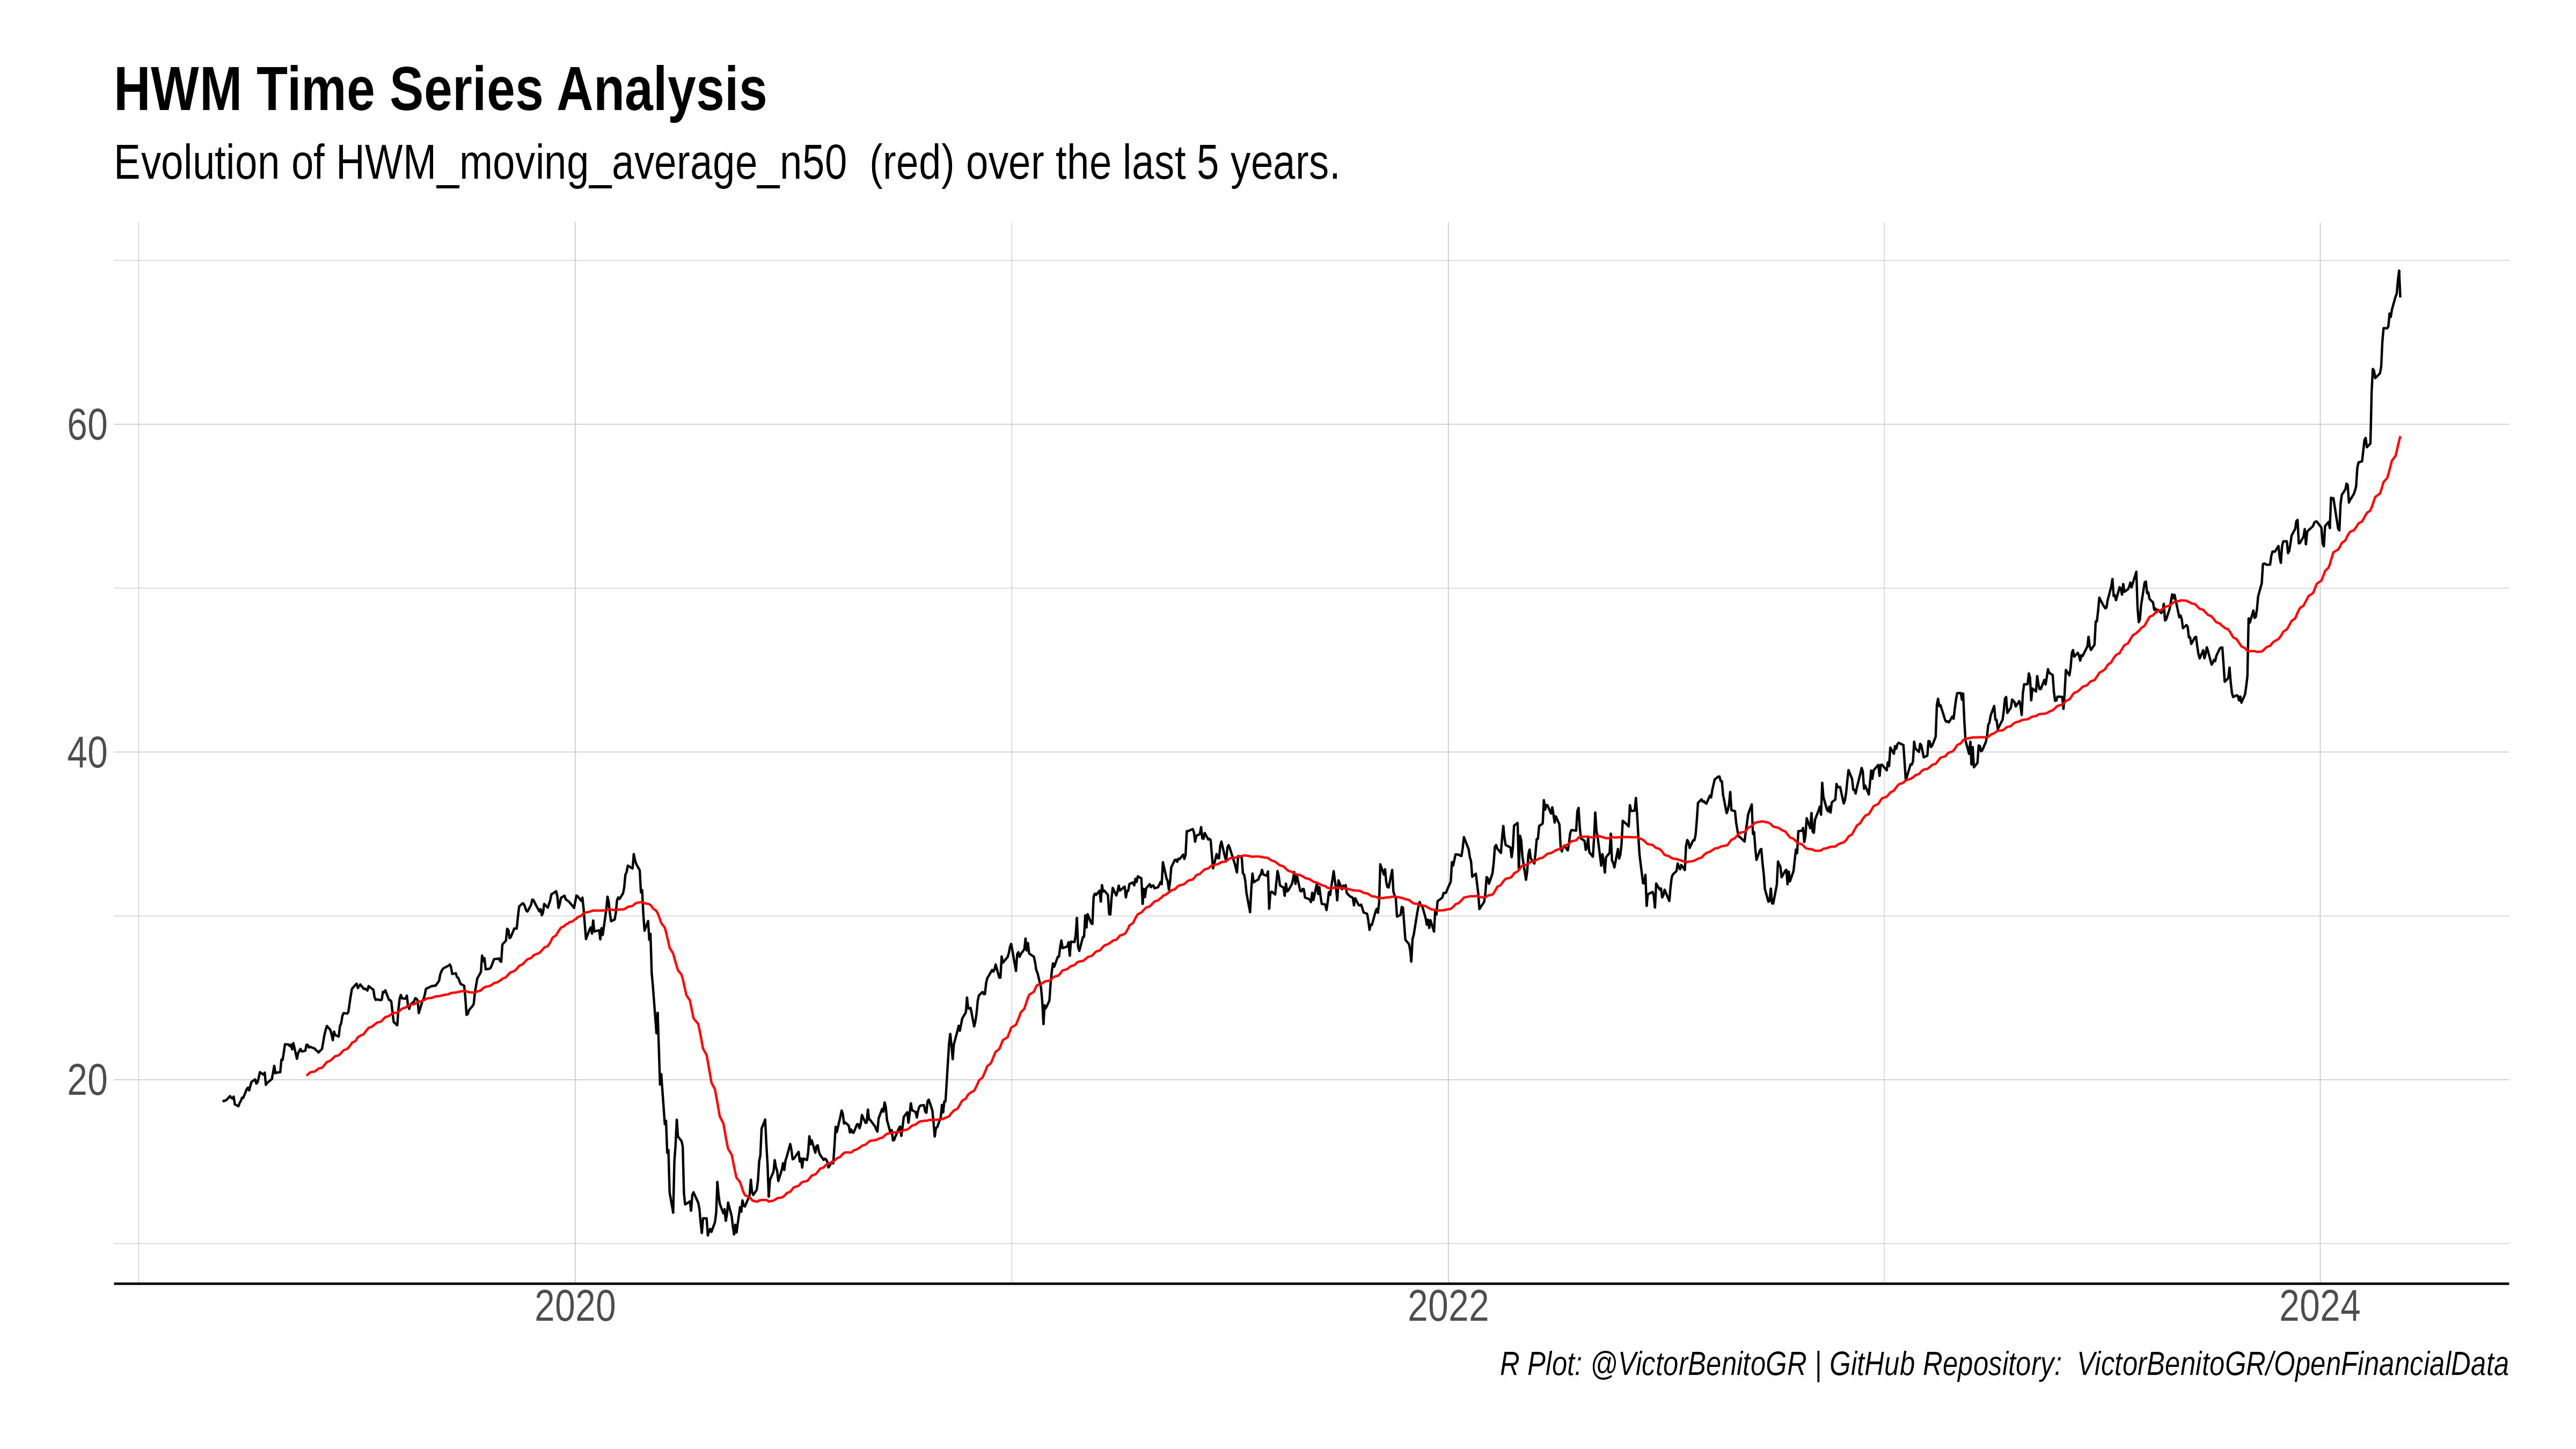 HWM Time Series Analysis
Evolution of HWM_moving_average_n50  (red) over the last 5 years.
60
40
20
2020 2022 2024
R Plot: @VictorBenitoGR | GitHub Repository:  VictorBenitoGR/OpenFinancialData